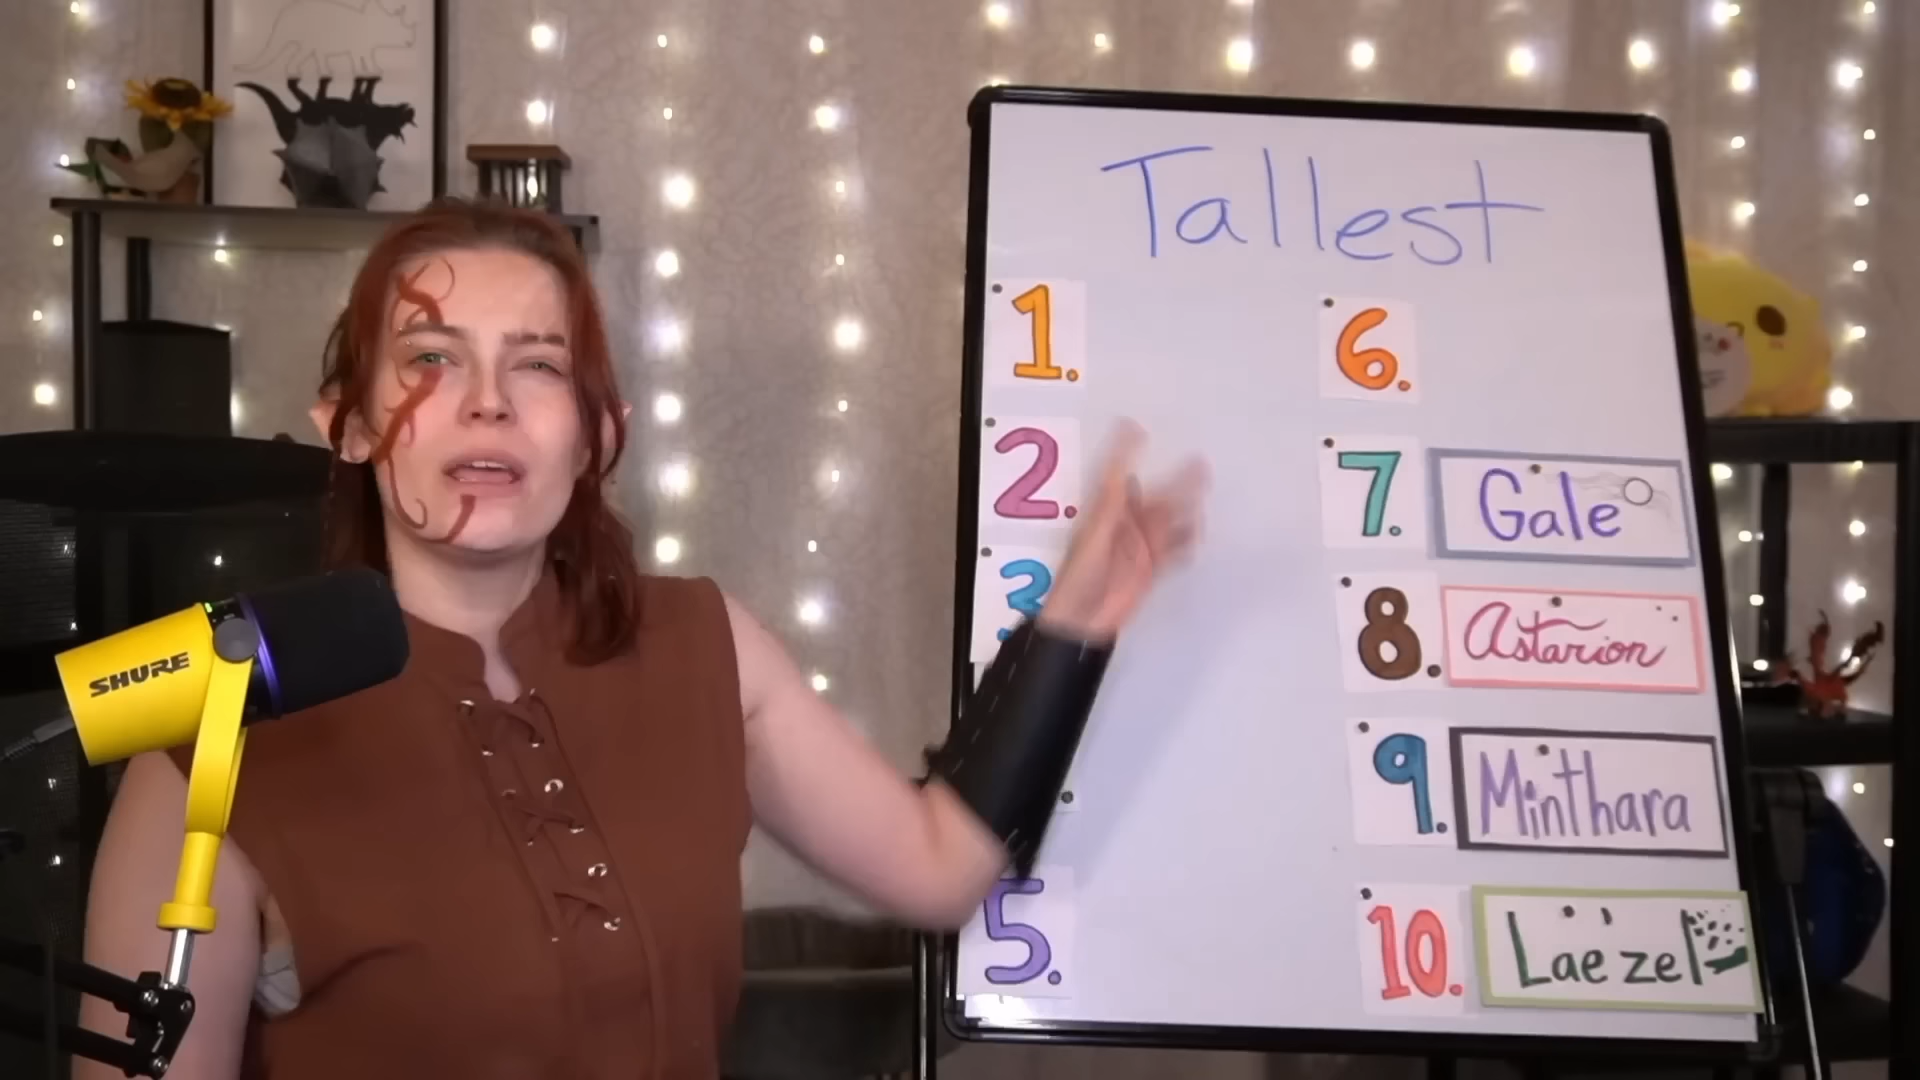 Tallest
1.
2.
3
5.
6.
7. Gale
8. Astarion
9. Minthara
10. Lae'zel
SHURE